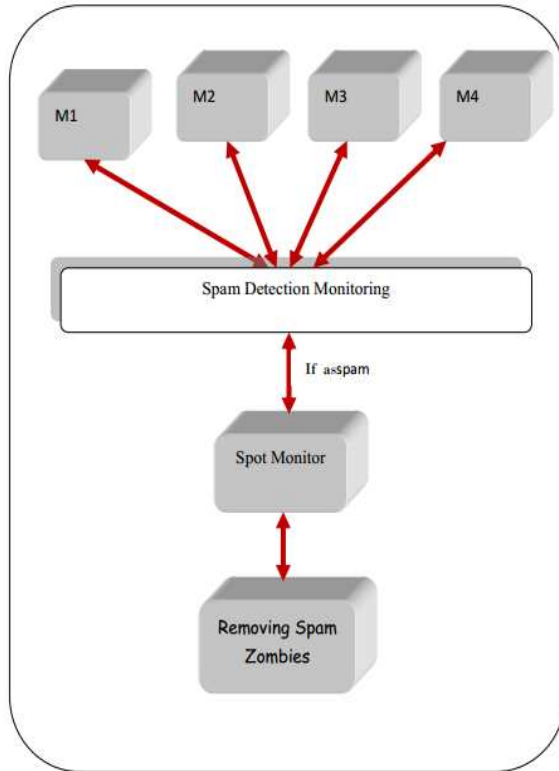 M1
M2
M3
M4
Spam Detection Monitoring
If asspam
Spot Monitor
Removing Spam
Zombies